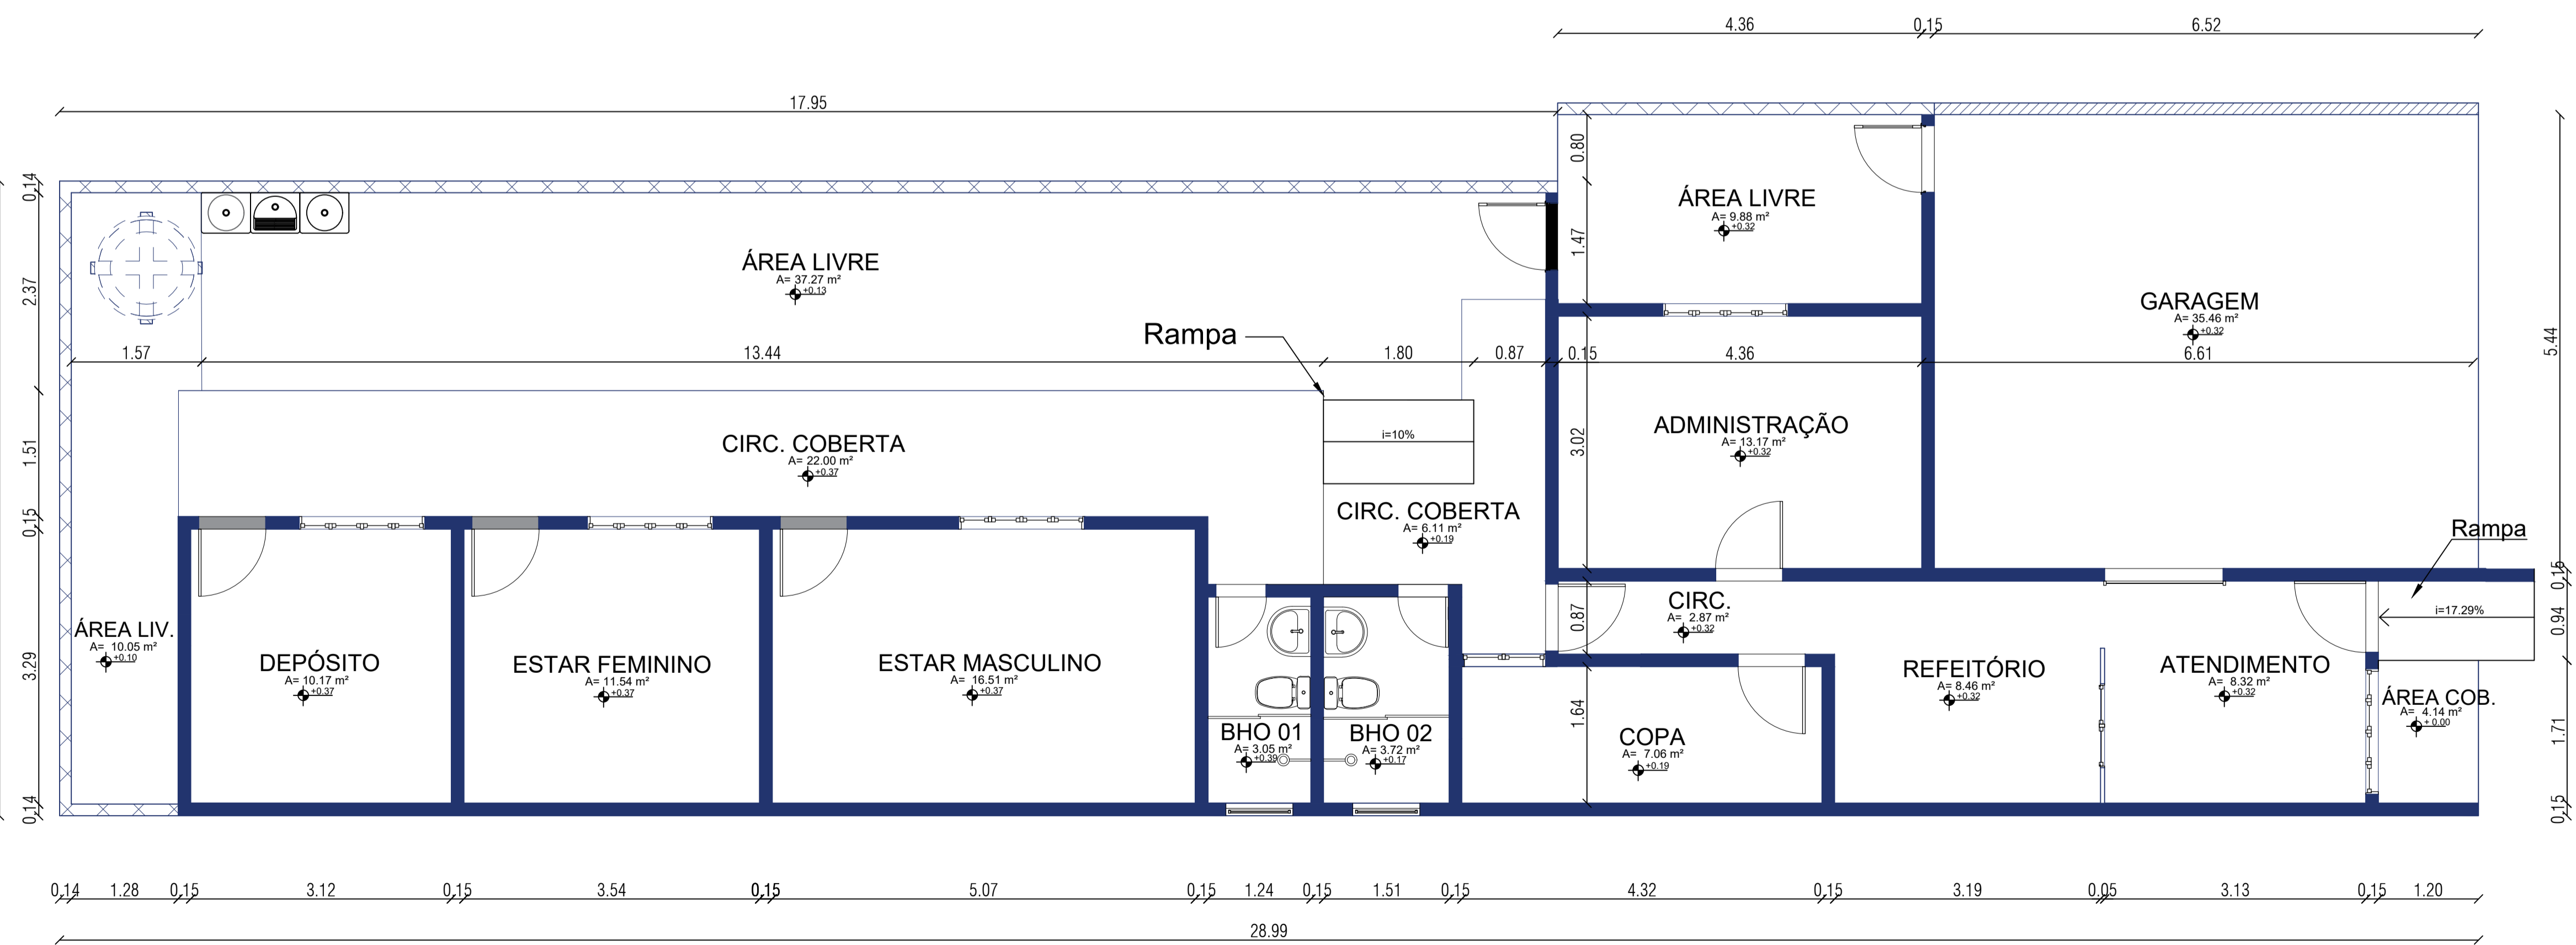 4.36
0.15
6.52
17.95
0.14
2.37
1.51
0.15
3.29
0.14
0.80
1.47
ÁREA LIVRE
A= 9.88 m²
+0.32
ÁREA LIVRE
A= 37.27 m²
+0.13
GARAGEM
A= 35.46 m²
+0.32
Rampa
1.57
13.44
1.80
0.87
0.15
4.36
6.61
5.44
CIRC. COBERTA
A= 22.00 m²
+0.37
i=10%
3.02
ADMINISTRAÇÃO
A= 13.17 m²
+0.32
CIRC. COBERTA
A= 6.11 m²
+0.19
Rampa
i=17.29%
0.15
0.94
1.71
0.15
0.87
CIRC.
A= 2.87 m²
+0.32
1.64
ÁREA LIV.
A= 10.05 m²
+0.10
DEPÓSITO
A= 10.17 m²
+0.37
ESTAR FEMININO
A= 11.54 m²
+0.37
ESTAR MASCULINO
A= 16.51 m²
+0.37
BHO 01
A= 3.05 m²
+0.39
BHO 02
A= 3.72 m²
+0.17
COPA
A= 7.06 m²
+0.19
REFEITÓRIO
A= 8.46 m²
+0.32
ATENDIMENTO
A= 8.32 m²
+0.32
ÁREA COB.
A= 4.14 m²
+ 0.00
0.14
1.28
0.15
3.12
0.15
3.54
0.15
5.07
0.15
1.24
0.15
1.51
0.15
4.32
0.15
3.19
0.05
3.13
0.15
1.20
28.99